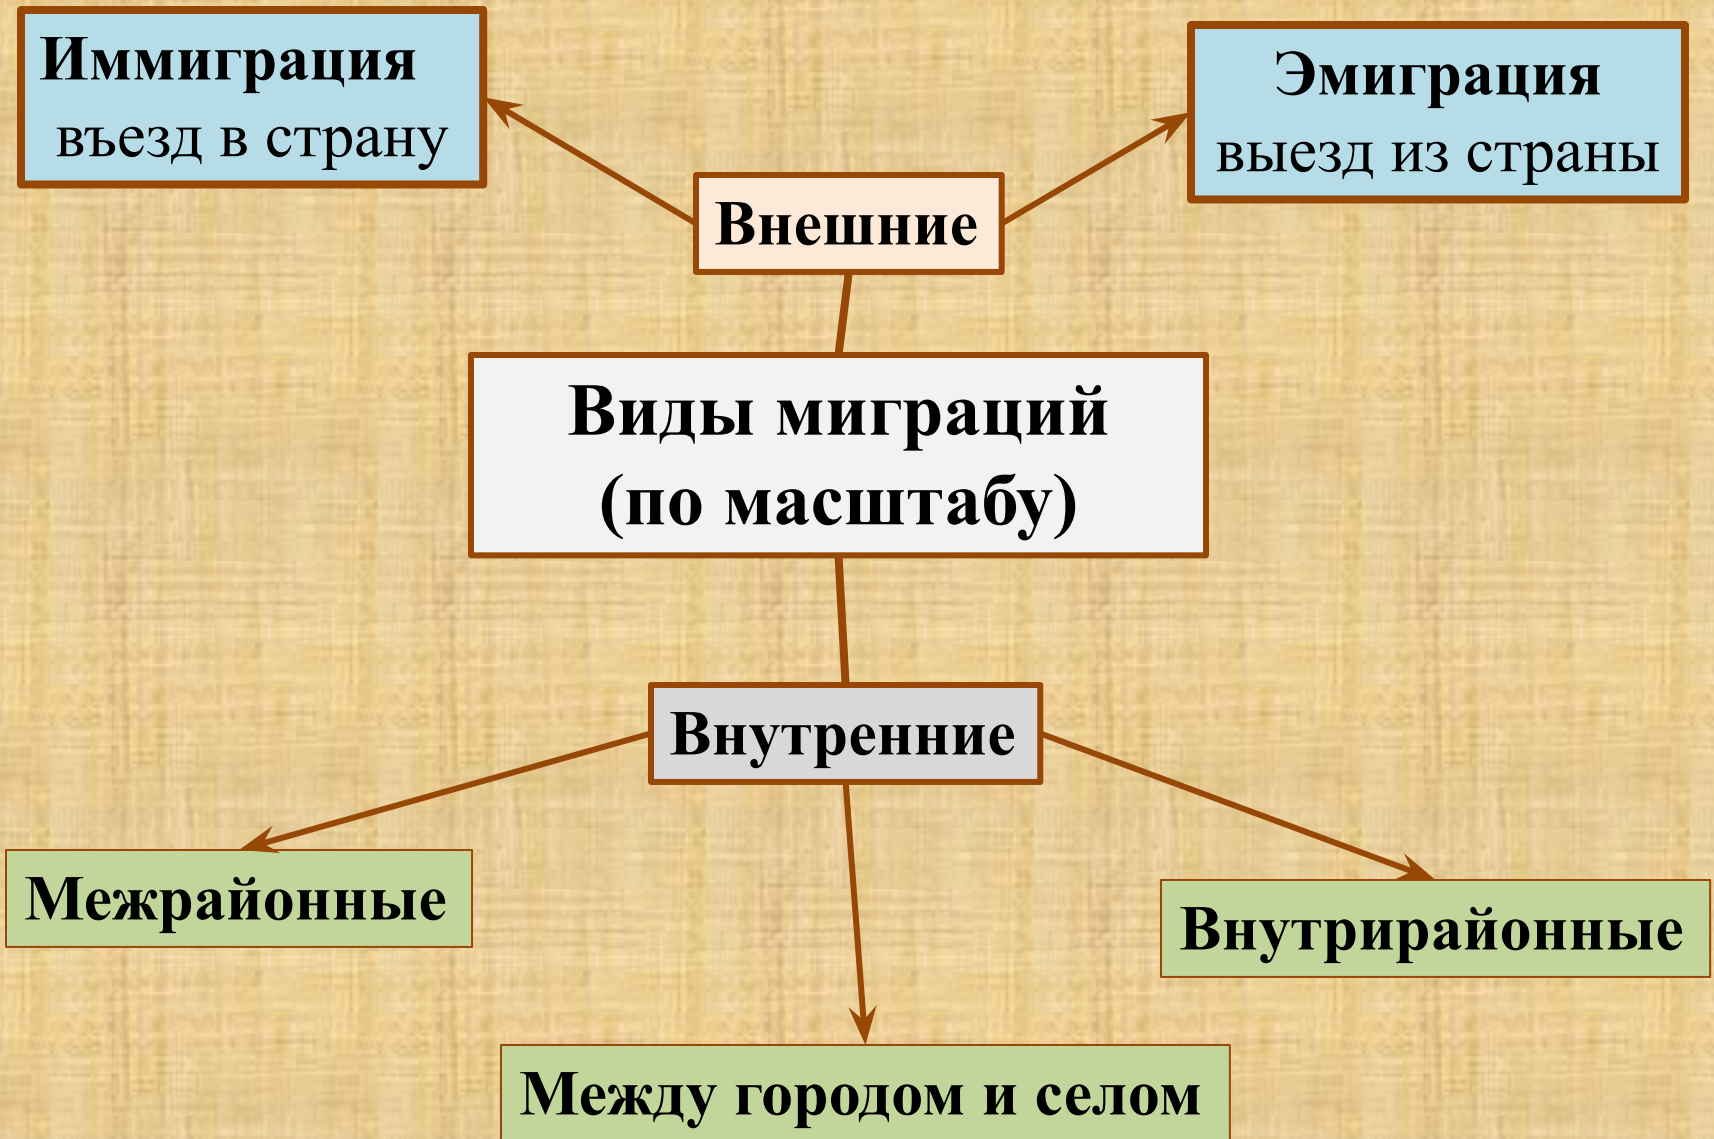 Иммиграция
въезд в страну
Эмиграция
выезд из страны
Внешние
Виды миграций
(по масштабу)
Внутренние
Межрайонные
Внутрирайонные
Между городом и селом